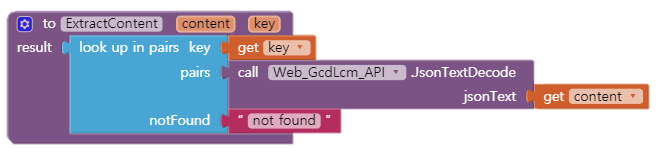 to ExtractContent content key
result look up in pairs key get key
pairs call Web_GcdLcm_API .JsonTextDecode
jsonText get content
notFound " not found "